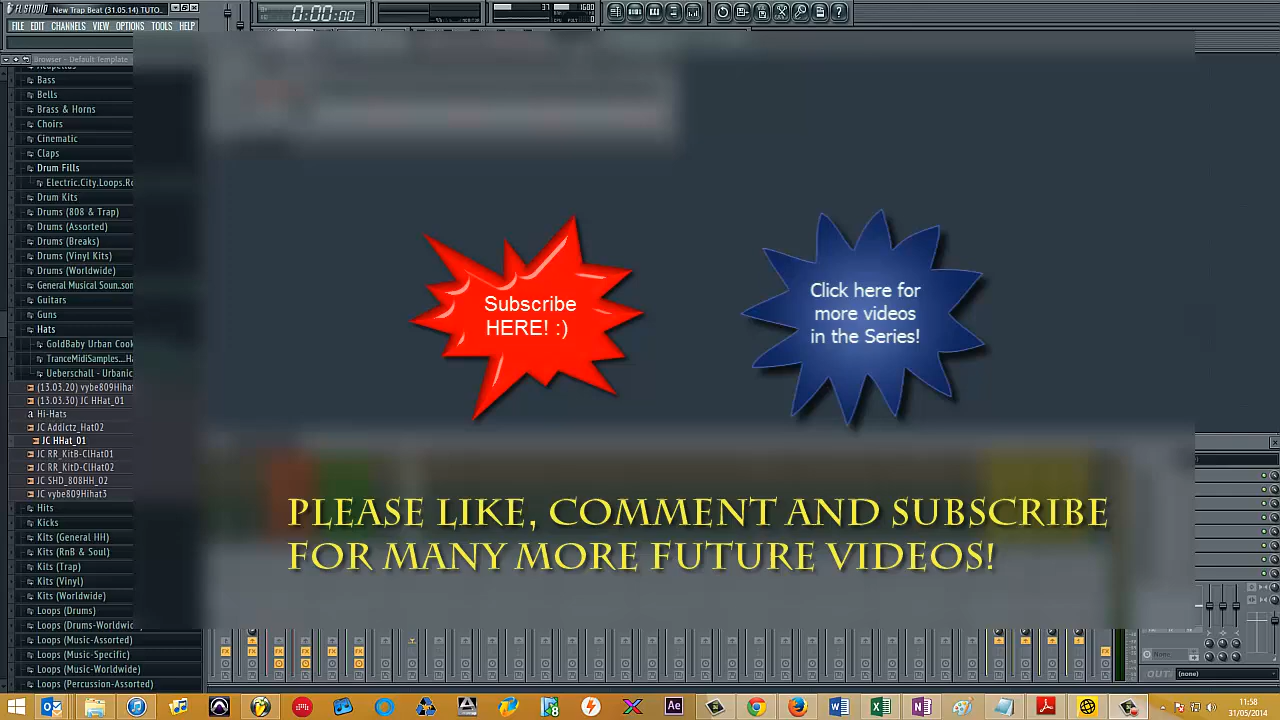 FL STUDIO
New Trap Beat (31.05.14) TUTO...
FILE EDIT CHANNELS VIEW OPTIONS TOOLS HELP
0:00:00
37
Browser - Default Template
Bass
Bells
Brass & Horns
Choirs
Cinematic
Claps
Drum Fills
Electric.City.Loops.Ro
Drum Kits
Drums (808 & Trap)
Drums (Assorted)
Drums (Breaks)
Drums (Vinyl Kits)
Drums (Worldwide)
General Musical Soun..son
Guitars
Guns
Hats
GoldBaby Urban Cookb
TranceMidiSamples....H
Ueberschall - Urbanic
(13.03.20) vybe809Hihat
(13.03.30) JC HHat_01
Hi-Hats
JC Addictz_Hat02
JC HHat_01
JC RR_KitB-ClHat01
JC RR_KitD-ClHat02
JC SHD_808HH_02
JC vybe809hihat3
Hits
Kicks
Kits (General HH)
Kits (RnB & Soul)
Kits (Trap)
Kits (Vinyl)
Kits (Worldwide)
Loops (Drums)
Loops (Drums-Worldwide
Loops (Music-Assorted)
Loops (Music-Specific)
Loops (Music-Worldwide)
Loops (Percussion-Assorted)
Subscribe
HERE! :)
Click here for
more videos
in the Series!
PLEASE LIKE, COMMENT AND SUBSCRIBE
FOR MANY MORE FUTURE VIDEOS!
None
OUT
(none)
11:58
31/05/2014